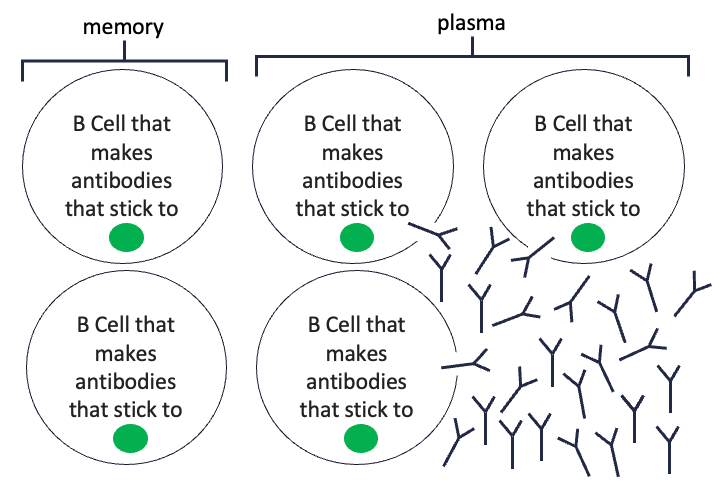 memory
plasma
B Cell that
makes
antibodies
that stick to
B Cell that
makes
antibodies
that stick to
B Cell that
makes
antibodies
that stick to
B Cell that
makes
antibodies
that stick to
B Cell that
makes
antibodies
that stick to